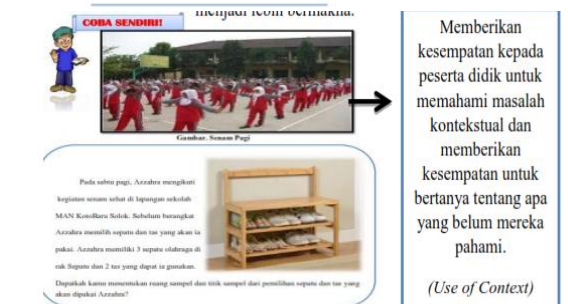 menjadi lebih bermakna.
COBA SENDIRI!
Gambar. Senam Pagi
Pada sabtu pagi, Azzahra mengikuti
kegiatan senam sehat di lapangan sekolah
MAN KotoBaru Solok. Sebelum berangkat
Azzahra memilih sepatu dan tas yang akan ia
pakai. Azzahra memiliki 3 sepatu olahraga di
rak Sepatu dan 2 tas yang dapat ia gunakan.
Dapatkah kamu menentukan ruang sampel dan titik sampel dari pemilihan sepatu dan tas yang
akan dipakai Azzahra?
Memberikan
kesempatan kepada
peserta didik untuk
memahami masalah
kontekstual dan
memberikan
kesempatan untuk
bertanya tentang apa
yang belum mereka
pahami.
(Use of Context)